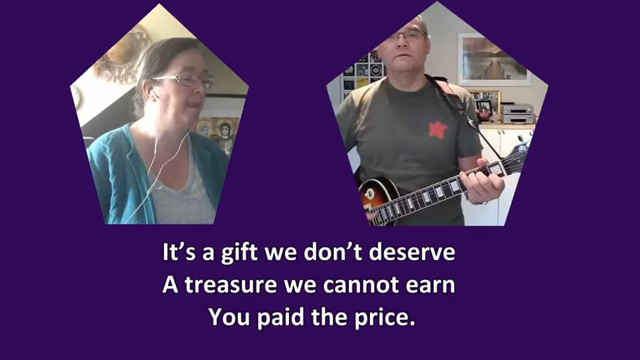 It's a gift we don't deserve
A treasure we cannot earn
You paid the price.